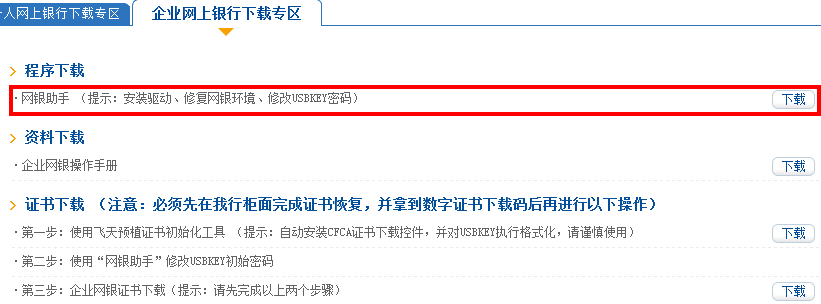 个人网上银行下载专区 企业网上银行下载专区
程序下载
·网银助手 （提示：安装驱动、修复网银环境、修改USBKEY密码） 下载
资料下载
·企业网银操作手册 下载
证书下载 （注意：必须先在我行柜面完成证书恢复，并拿到数字证书下载码后再进行以下操作）
·第一步：使用飞天预植证书初始化工具 （提示：自动安装CFCA证书下载控件，并对USBKEY执行格式化，请谨慎使用） 下载
·第二步：使用“网银助手”修改USBKEY初始密码
·第三步：企业网银证书下载（提示：请先完成以上两个步骤） 下载